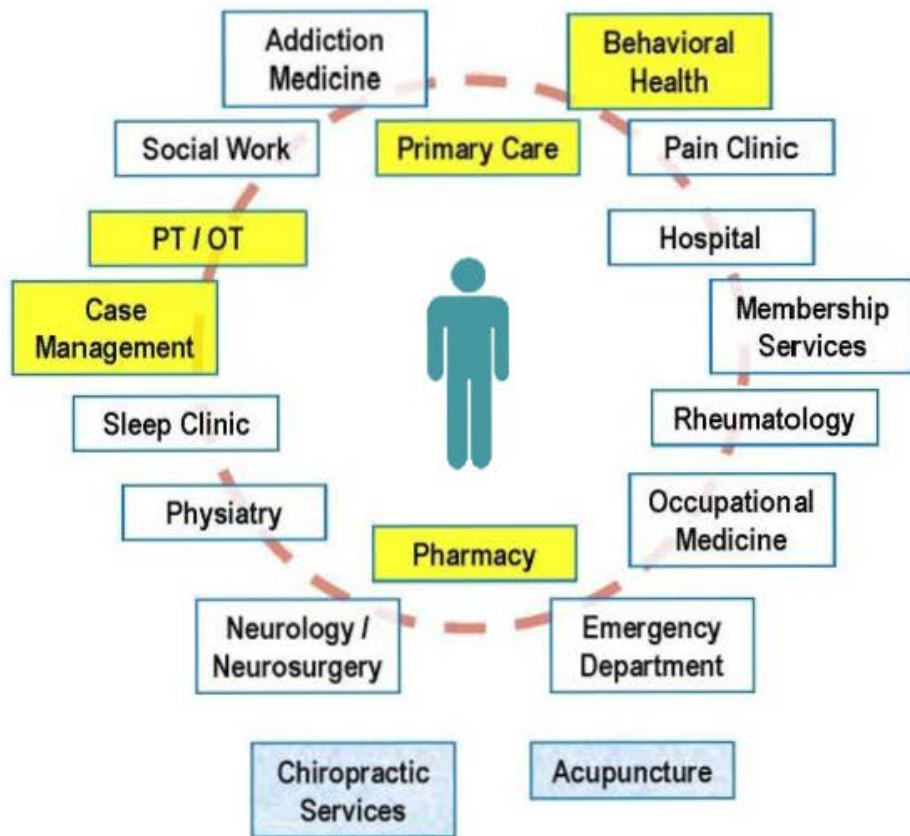 Addiction
Medicine
Behavioral
Health
Social Work
Primary Care
Pain Clinic
PT / OT
Hospital
Case
Management
Membership
Services
Sleep Clinic
Rheumatology
Physiatry
Occupational
Medicine
Pharmacy
Neurology /
Neurosurgery
Emergency
Department
Chiropractic
Services
Acupuncture